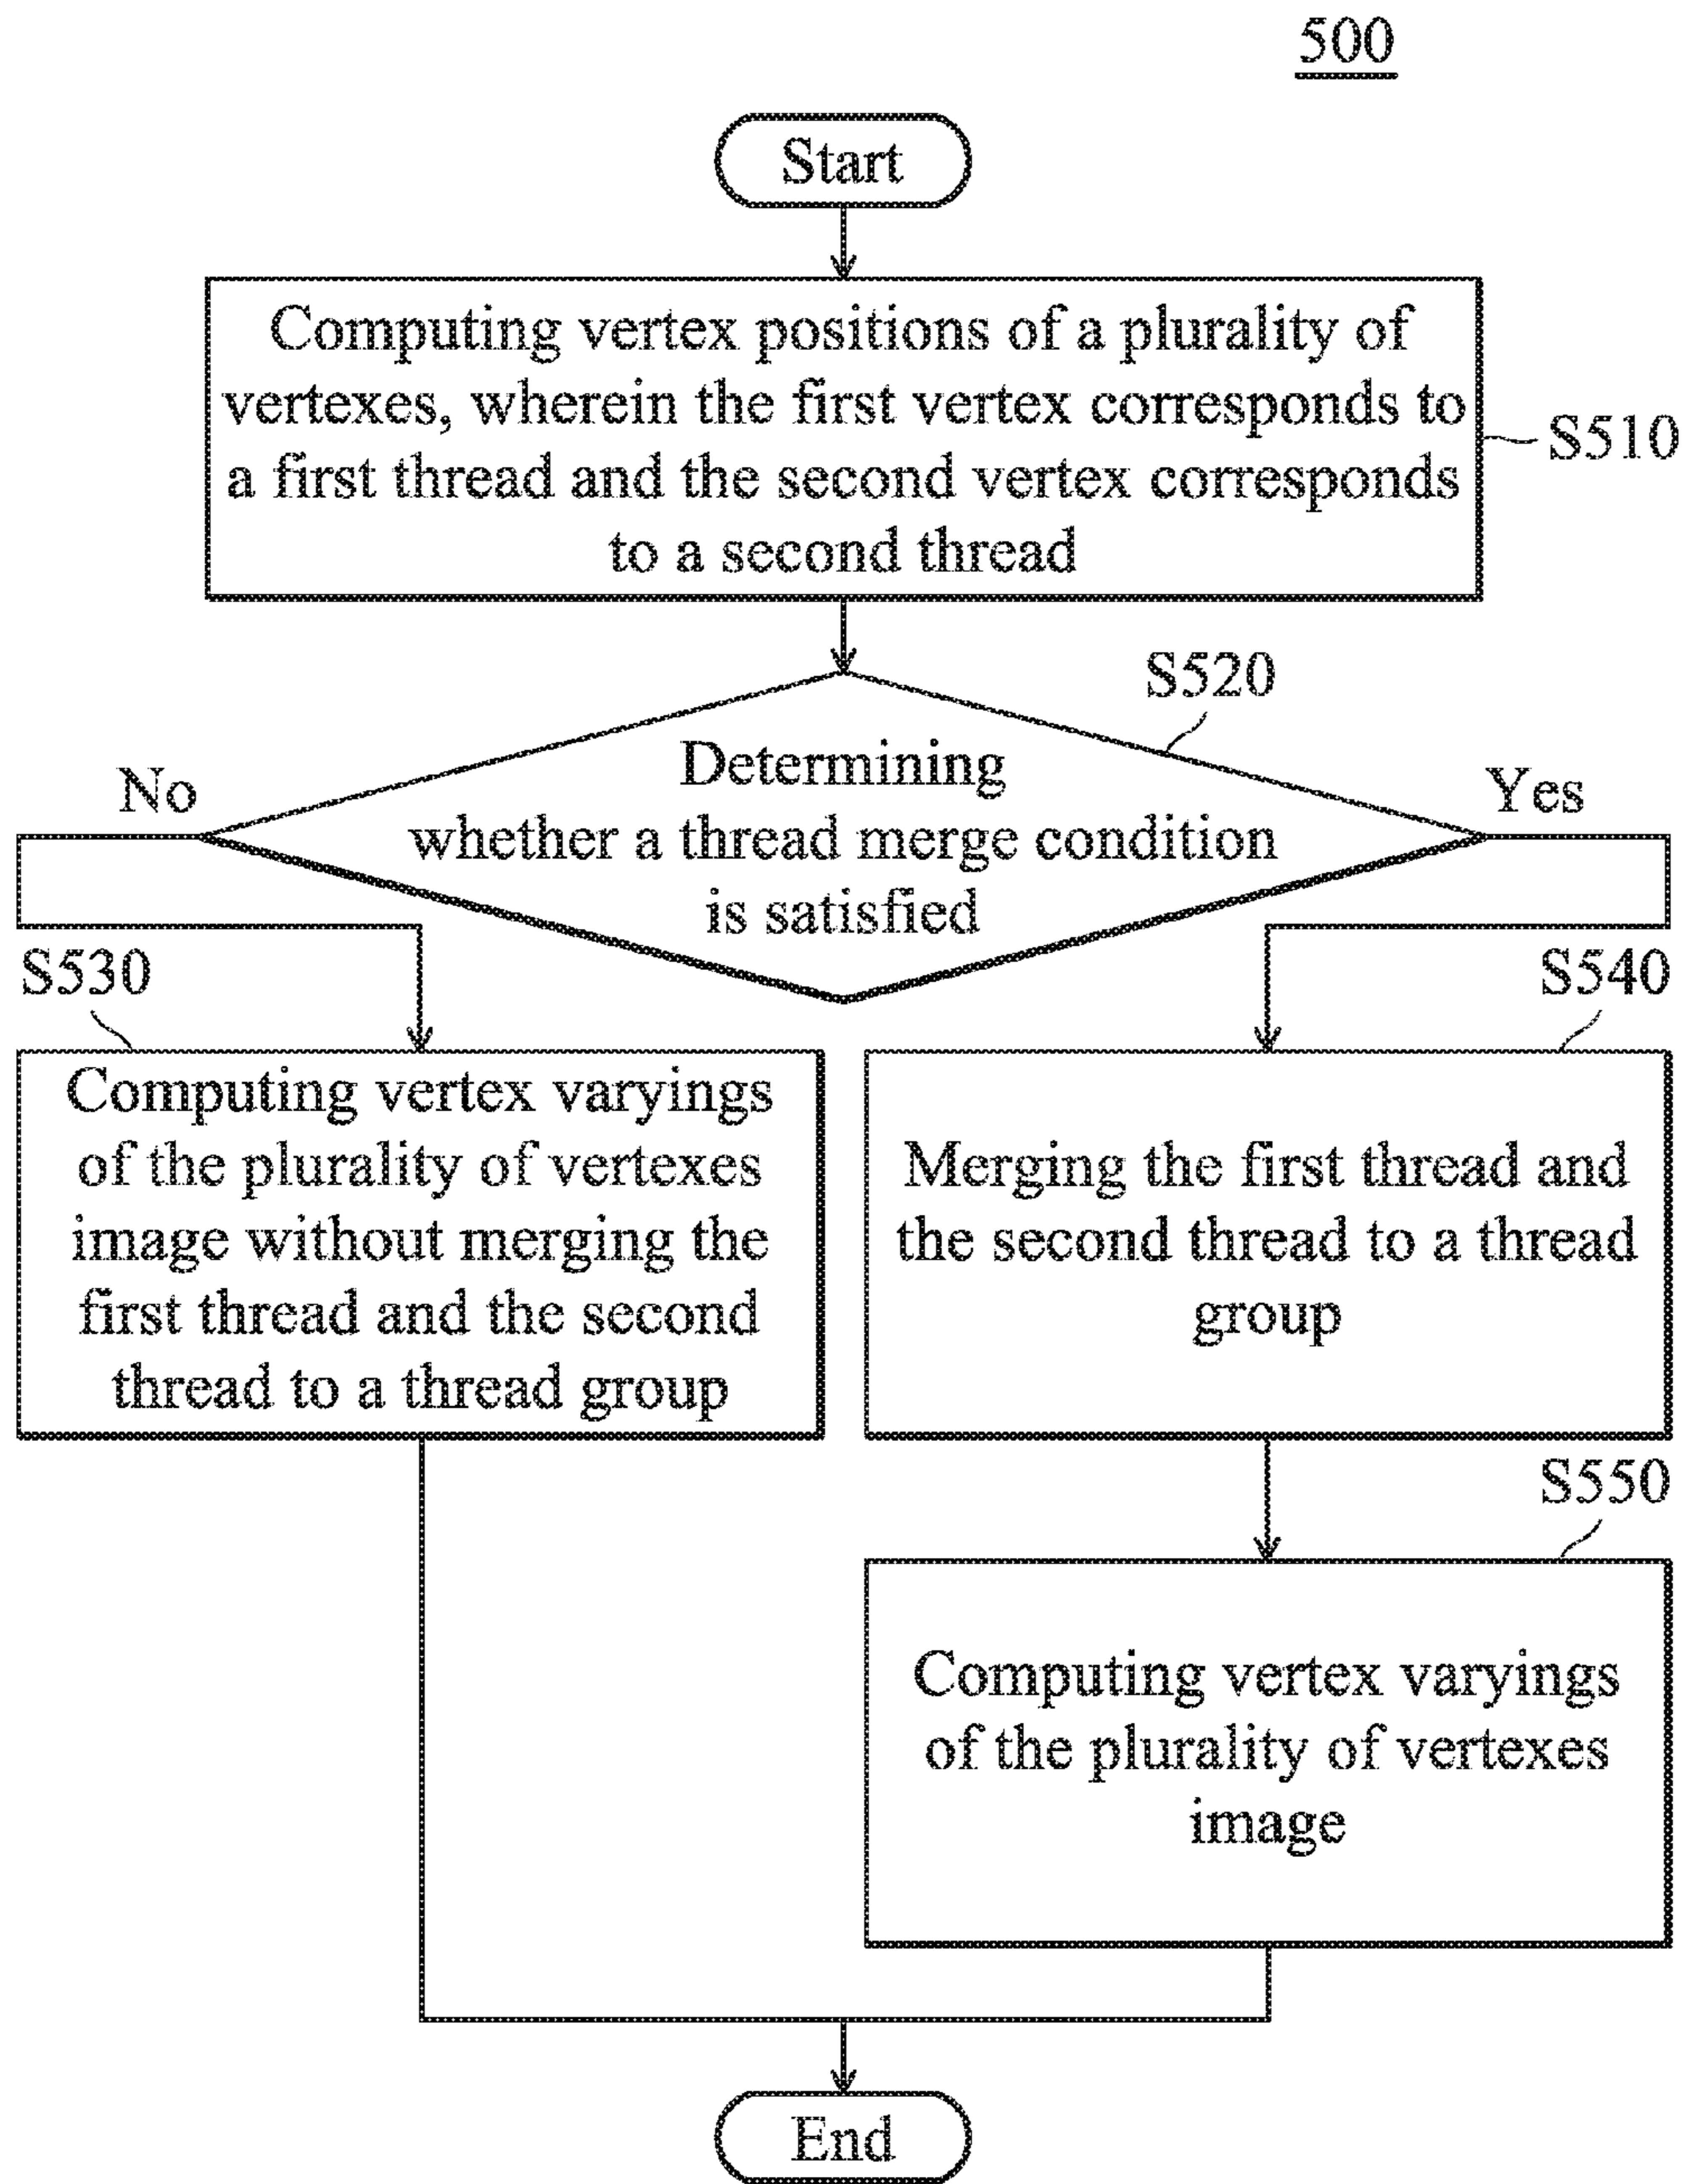 500
Start
Computing vertex positions of a plurality of
vertexes, wherein the first vertex corresponds to
a first thread and the second vertex corresponds
to a second thread
S510
S520
Determining
whether a thread merge condition
is satisfied
No
Yes
S530
Computing vertex varyings
of the plurality of vertexes
image without merging the
first thread and the second
thread to a thread group
S540
Merging the first thread and
the second thread to a thread
group
S550
Computing vertex varyings
of the plurality of vertexes
image
End